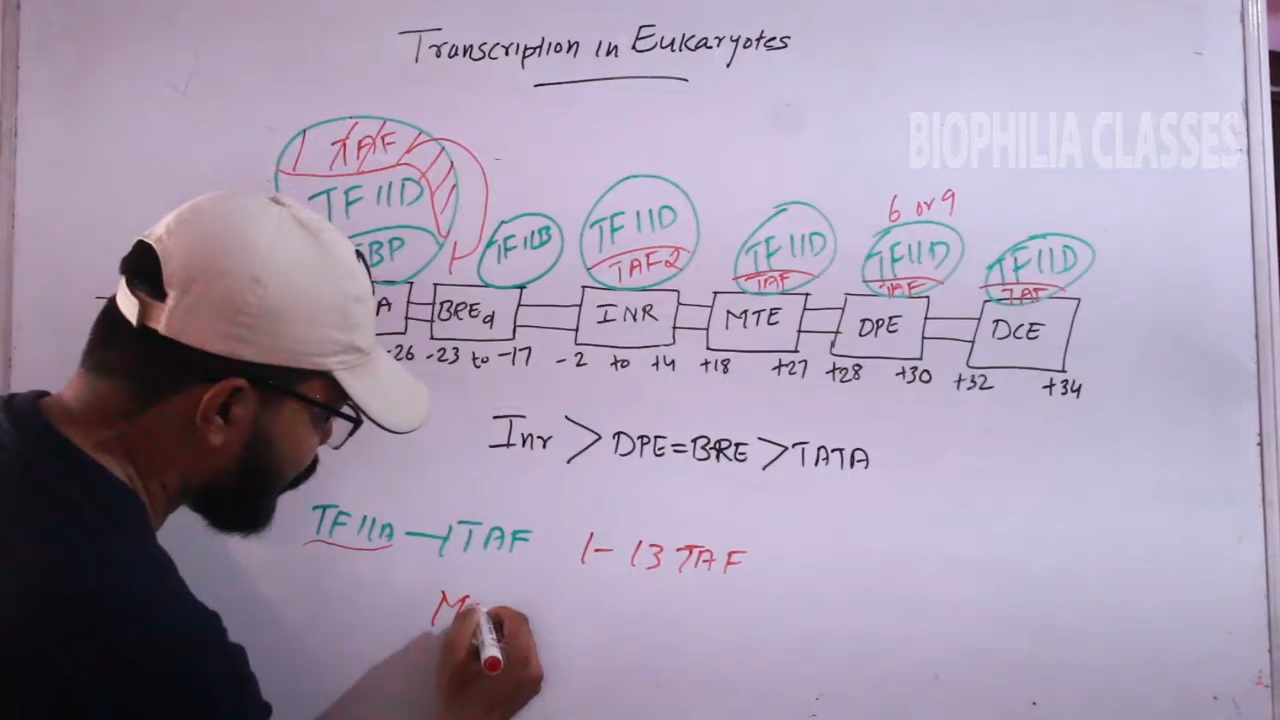 Transcription in Eukaryotes
BIOPHILIA CLASSES
TAF
6 or 9
TFIID TFIIB TFIID TFIID TFIID TFIID
BP TAF2 TAF TAF TAF
A BREd INR MTE DPE DCE
-26 -23 to -17 -2 to +4 +18 +27 +28 +30 +32 +34
Inr > DPE=BRE > TATA
TFIIA ⊣ TAF 1-13 TAF
M